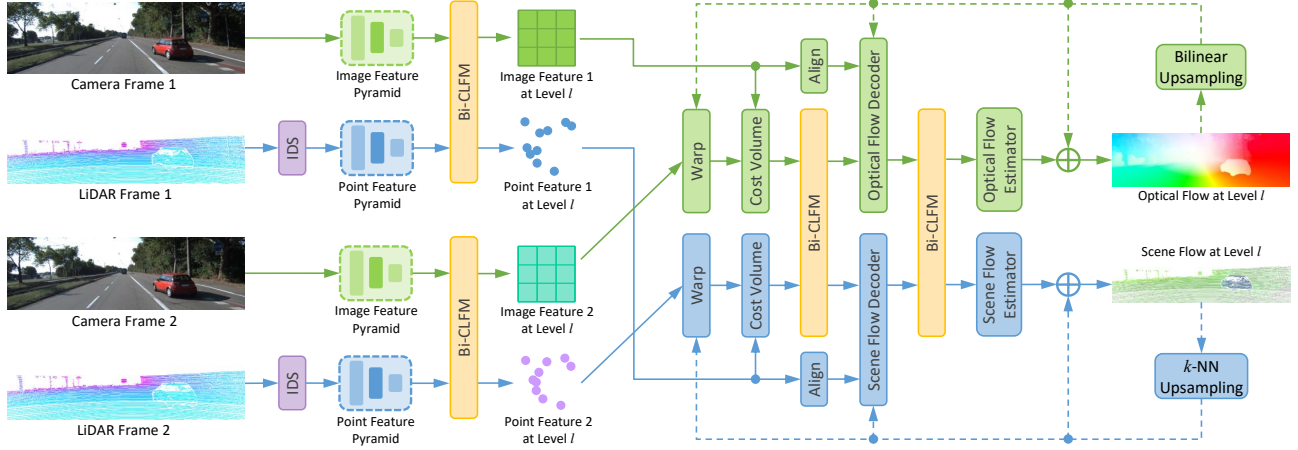 Camera Frame 1
Image Feature
Pyramid
Bi-CLFM
Image Feature 1
at Level l
LiDAR Frame 1
IDS
Point Feature
Pyramid
Point Feature 1
at Level l
Camera Frame 2
Image Feature
Pyramid
Bi-CLFM
Image Feature 2
at Level l
LiDAR Frame 2
IDS
Point Feature
Pyramid
Point Feature 2
at Level l
Warp
Cost Volume
Align
Optical Flow Decoder
Bi-CLFM
Bi-CLFM
Optical Flow
Estimator
Bilinear
Upsampling
Optical Flow at Level l
Warp
Cost Volume
Align
Scene Flow Decoder
Scene Flow
Estimator
Scene Flow at Level l
k-NN
Upsampling